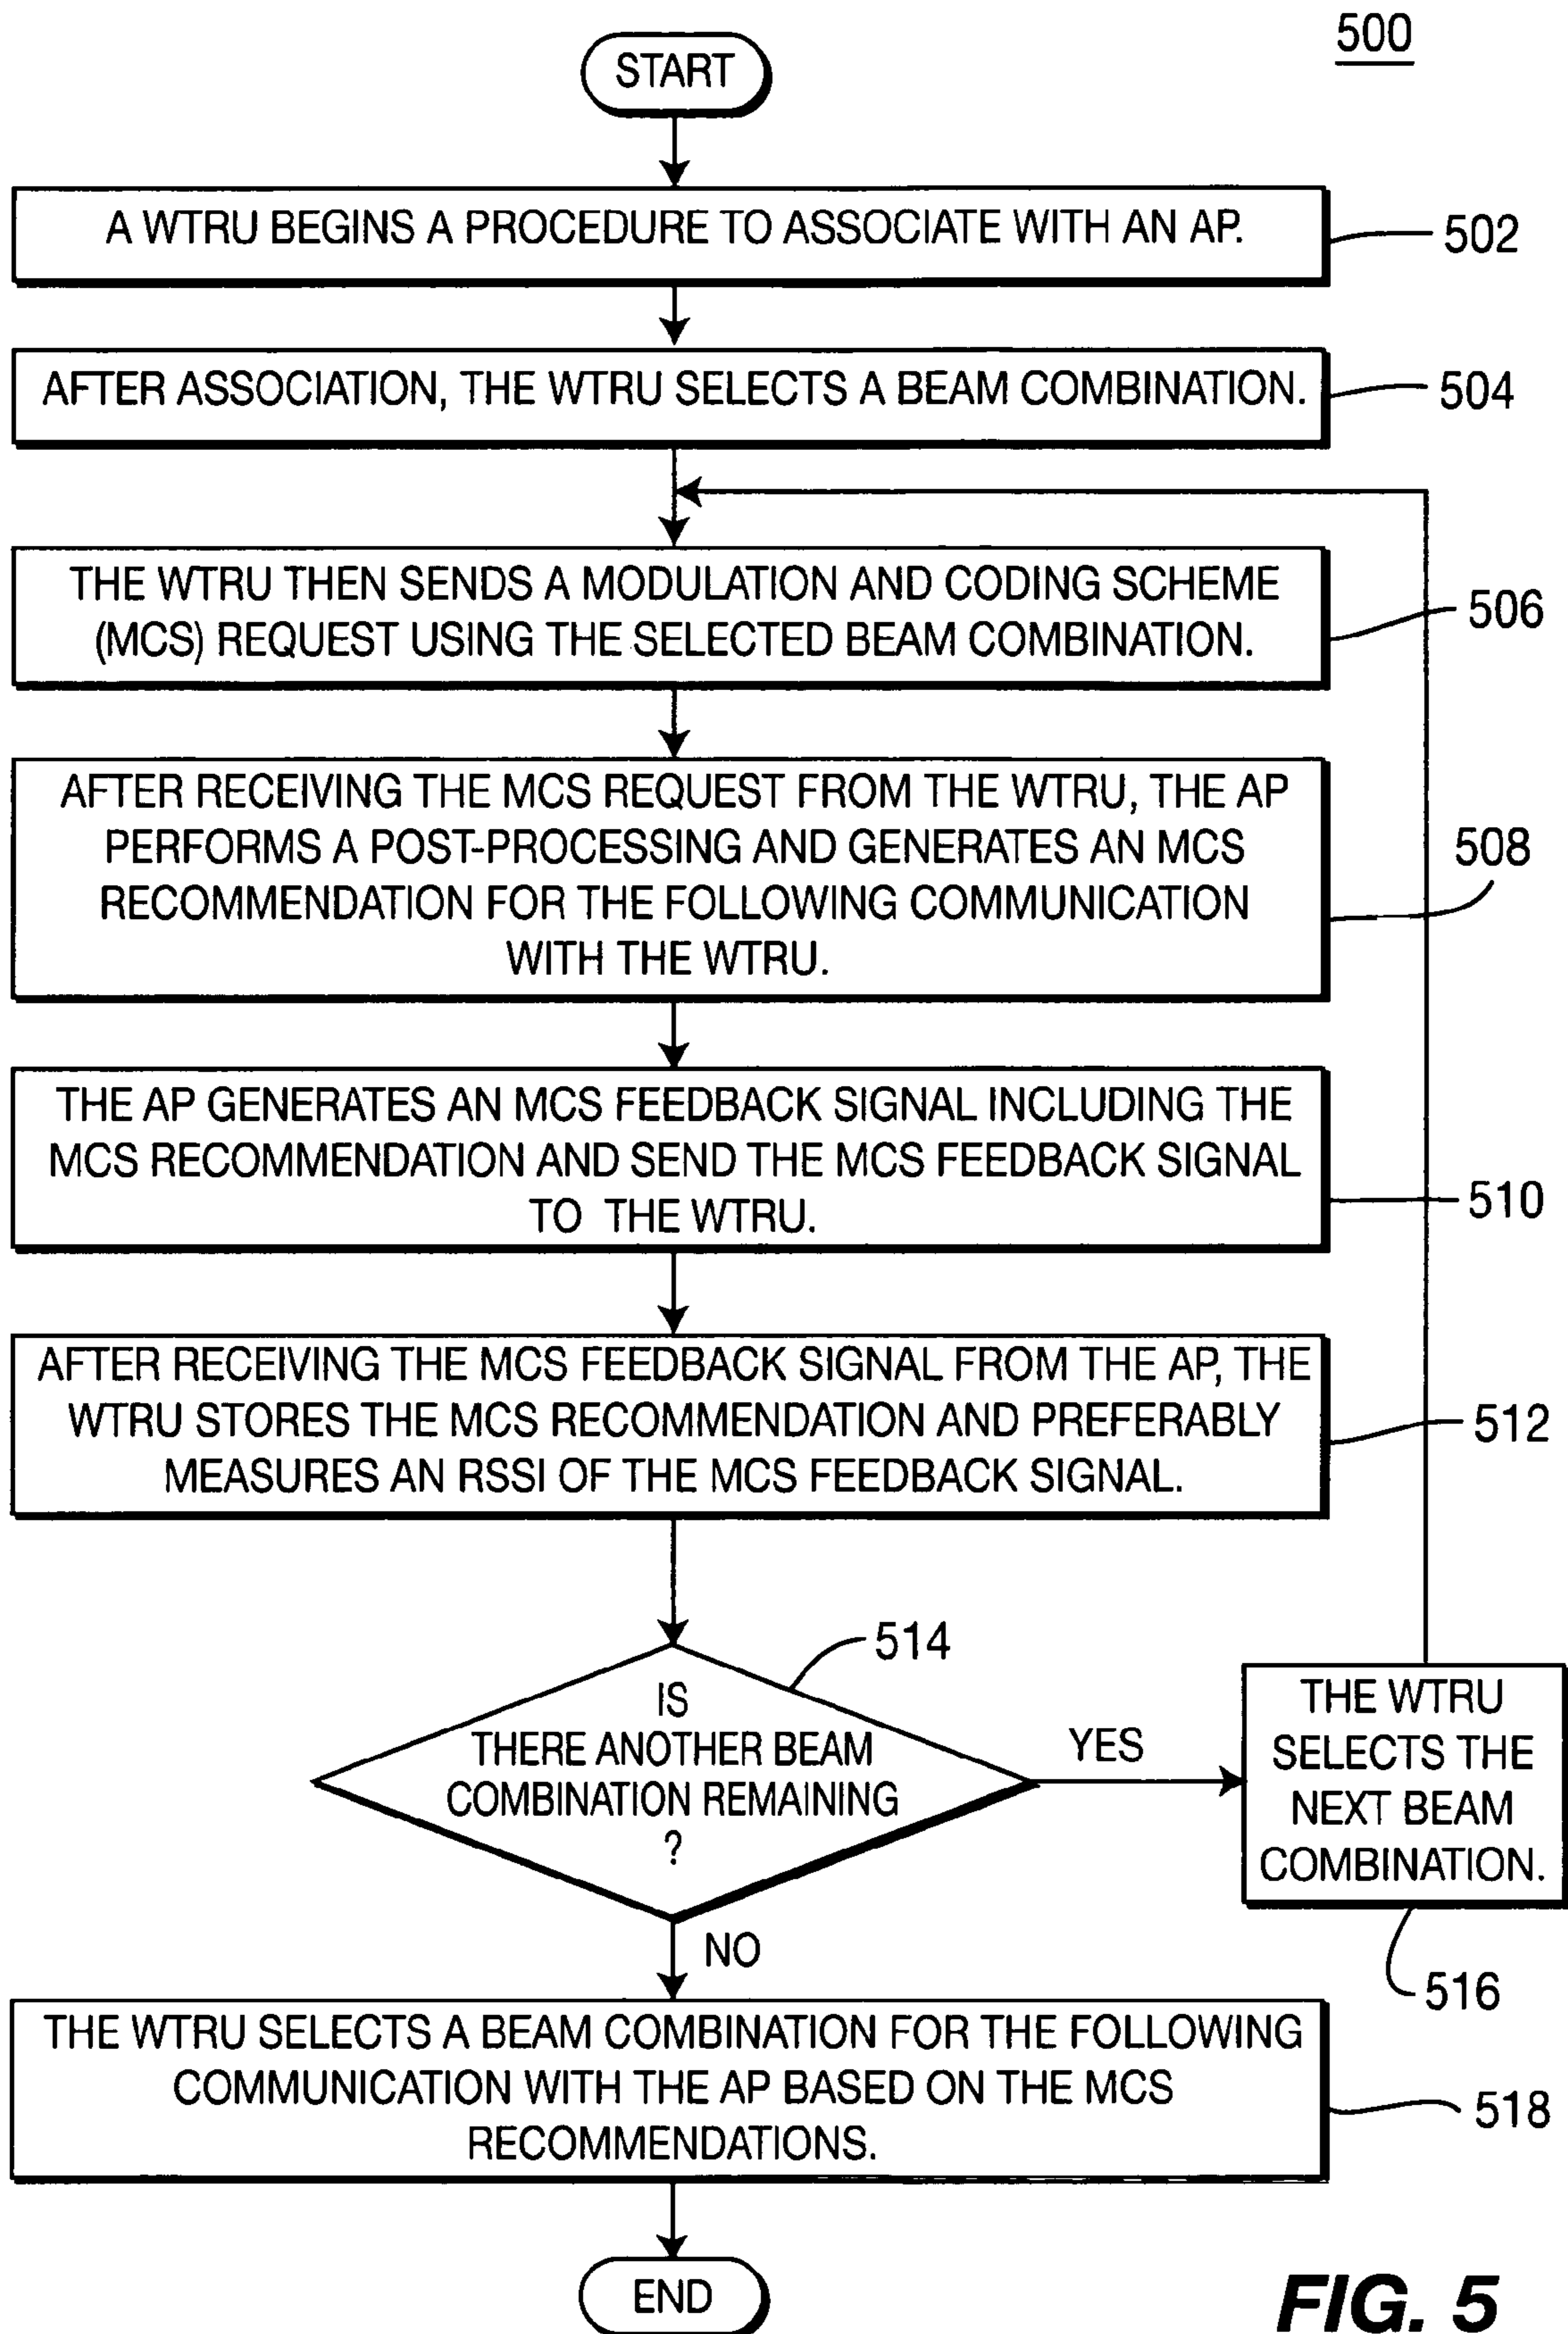 500
START
A WTRU BEGINS A PROCEDURE TO ASSOCIATE WITH AN AP.
502
AFTER ASSOCIATION, THE WTRU SELECTS A BEAM COMBINATION.
504
THE WTRU THEN SENDS A MODULATION AND CODING SCHEME
(MCS) REQUEST USING THE SELECTED BEAM COMBINATION.
506
AFTER RECEIVING THE MCS REQUEST FROM THE WTRU, THE AP
PERFORMS A POST-PROCESSING AND GENERATES AN MCS
RECOMMENDATION FOR THE FOLLOWING COMMUNICATION
WITH THE WTRU.
508
THE AP GENERATES AN MCS FEEDBACK SIGNAL INCLUDING THE
MCS RECOMMENDATION AND SEND THE MCS FEEDBACK SIGNAL
TO THE WTRU.
510
AFTER RECEIVING THE MCS FEEDBACK SIGNAL FROM THE AP, THE
WTRU STORES THE MCS RECOMMENDATION AND PREFERABLY
MEASURES AN RSSI OF THE MCS FEEDBACK SIGNAL.
512
514
IS
THERE ANOTHER BEAM
COMBINATION REMAINING
?
YES
THE WTRU
SELECTS THE
NEXT BEAM
COMBINATION.
516
NO
THE WTRU SELECTS A BEAM COMBINATION FOR THE FOLLOWING
COMMUNICATION WITH THE AP BASED ON THE MCS
RECOMMENDATIONS.
518
END
FIG. 5